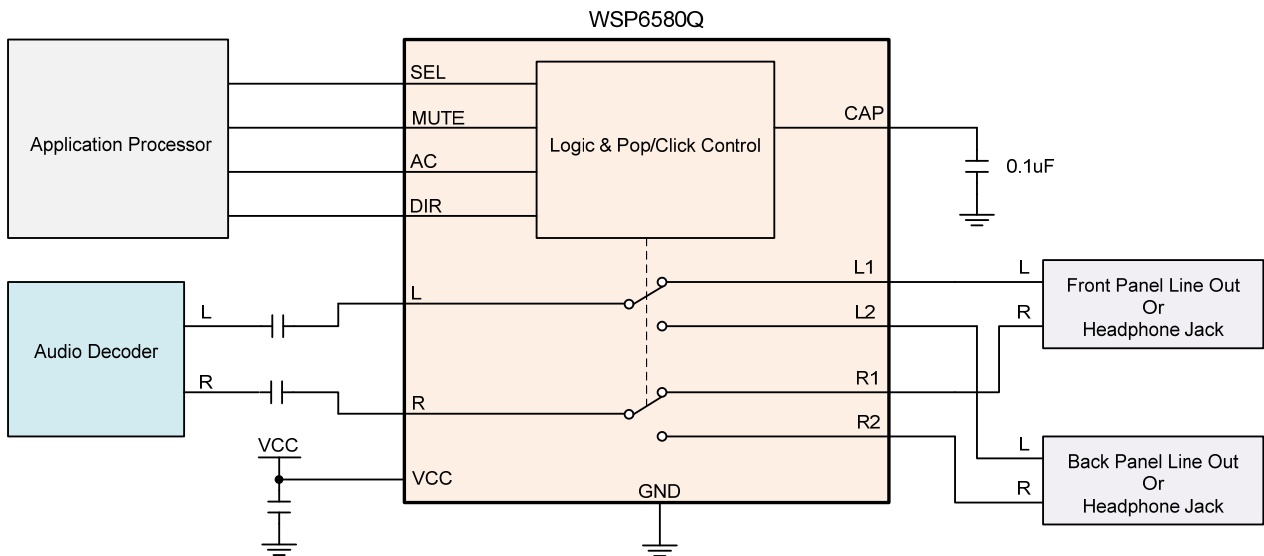 WSP6580Q
Application Processor
SEL
MUTE
AC
DIR
Logic & Pop/Click Control
CAP
0.1uF
Audio Decoder
L
R
L
R
L1
L2
R1
R2
L
R
Front Panel Line Out
Or
Headphone Jack
L
R
Back Panel Line Out
Or
Headphone Jack
VCC
VCC
GND